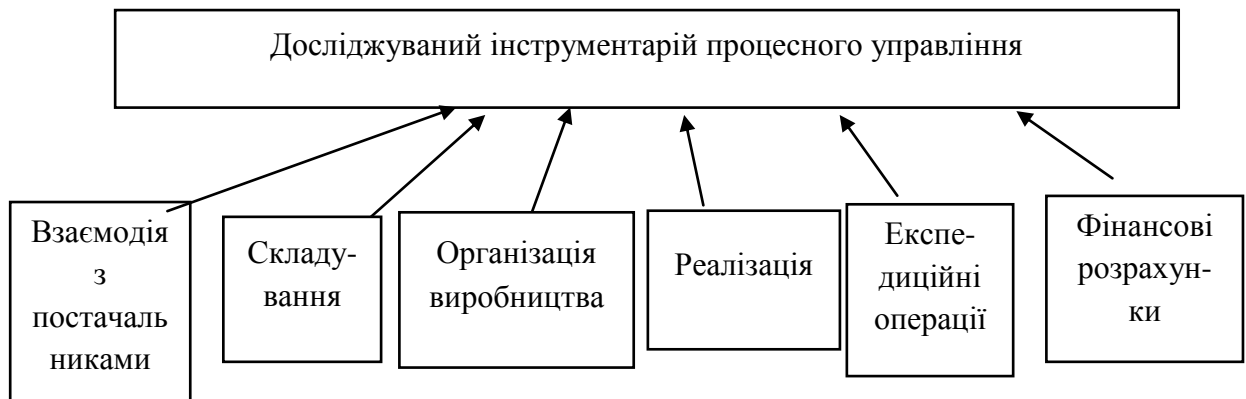 Досліджуваний інструментарій процесного управління
Взаємодія
з
постачаль
никами
Складу-
вання
Організація
виробництва
Реалізація
Експе-
диційні
операції
Фінансові
розрахун-
ки